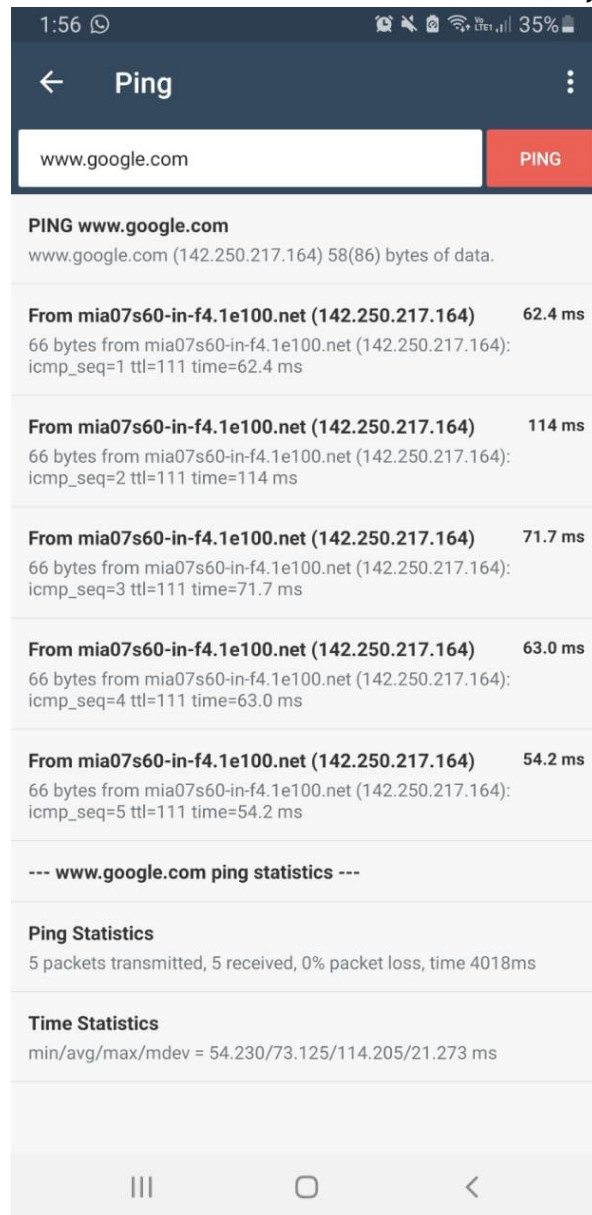 1:56 35%
Ping
www.google.com PING
PING www.google.com
www.google.com (142.250.217.164) 58(86) bytes of data.
From mia07s60-in-f4.1e100.net (142.250.217.164) 62.4 ms
66 bytes from mia07s60-in-f4.1e100.net (142.250.217.164):
icmp_seq=1 ttl=111 time=62.4 ms
From mia07s60-in-f4.1e100.net (142.250.217.164) 114 ms
66 bytes from mia07s60-in-f4.1e100.net (142.250.217.164):
icmp_seq=2 ttl=111 time=114 ms
From mia07s60-in-f4.1e100.net (142.250.217.164) 71.7 ms
66 bytes from mia07s60-in-f4.1e100.net (142.250.217.164):
icmp_seq=3 ttl=111 time=71.7 ms
From mia07s60-in-f4.1e100.net (142.250.217.164) 63.0 ms
66 bytes from mia07s60-in-f4.1e100.net (142.250.217.164):
icmp_seq=4 ttl=111 time=63.0 ms
From mia07s60-in-f4.1e100.net (142.250.217.164) 54.2 ms
66 bytes from mia07s60-in-f4.1e100.net (142.250.217.164):
icmp_seq=5 ttl=111 time=54.2 ms
--- www.google.com ping statistics ---
Ping Statistics
5 packets transmitted, 5 received, 0% packet loss, time 4018ms
Time Statistics
min/avg/max/mdev = 54.230/73.125/114.205/21.273 ms